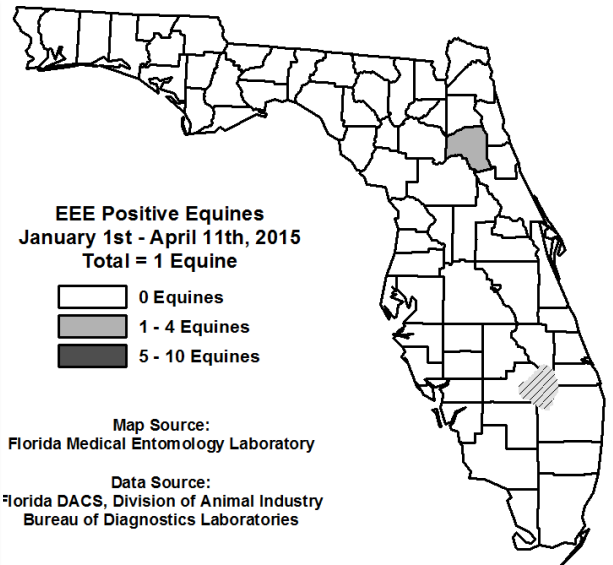 EEE Positive Equines
January 1st - April 11th, 2015
Total = 1 Equine
0 Equines
1 - 4 Equines
5 - 10 Equines
Map Source:
Florida Medical Entomology Laboratory
Data Source:
Florida DACS, Division of Animal Industry
Bureau of Diagnostics Laboratories